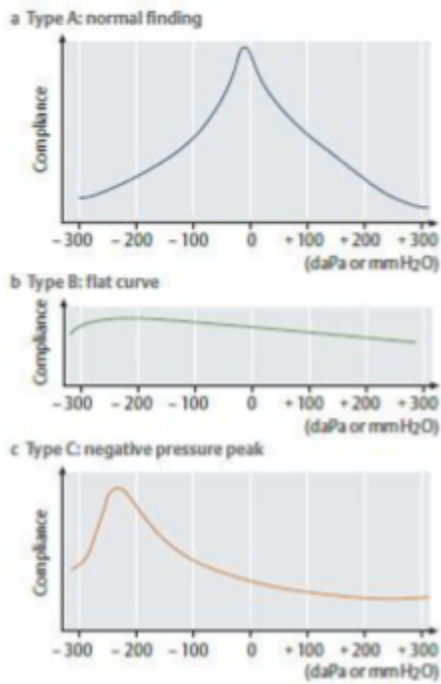 a Type A: normal finding
Compliance
-300 -200 -100 0 +100 +200 +300
(daPa or mmH2O)
b Type B: flat curve
Compliance
-300 -200 -100 0 +100 +200 +300
(daPa or mmH2O)
c Type C: negative pressure peak
Compliance
-300 -200 -100 0 +100 +200 +300
(daPa or mmH2O)